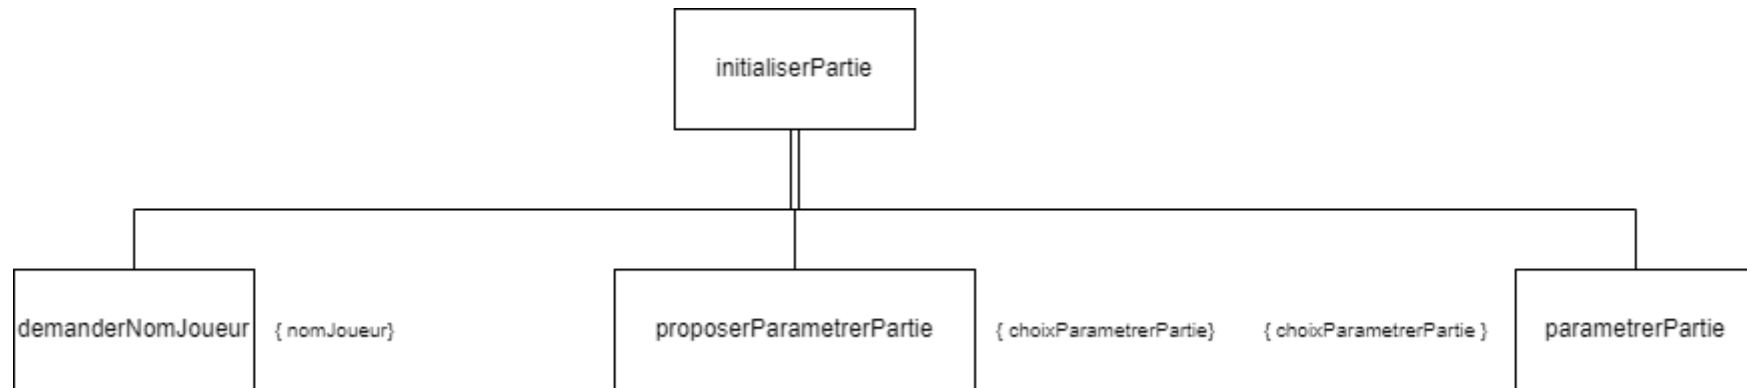 initialiserPartie
demanderNomJoueur
{ nomJoueur}
proposerParametrerPartie
{ choixParametrerPartie}
{ choixParametrerPartie }
parametrerPartie